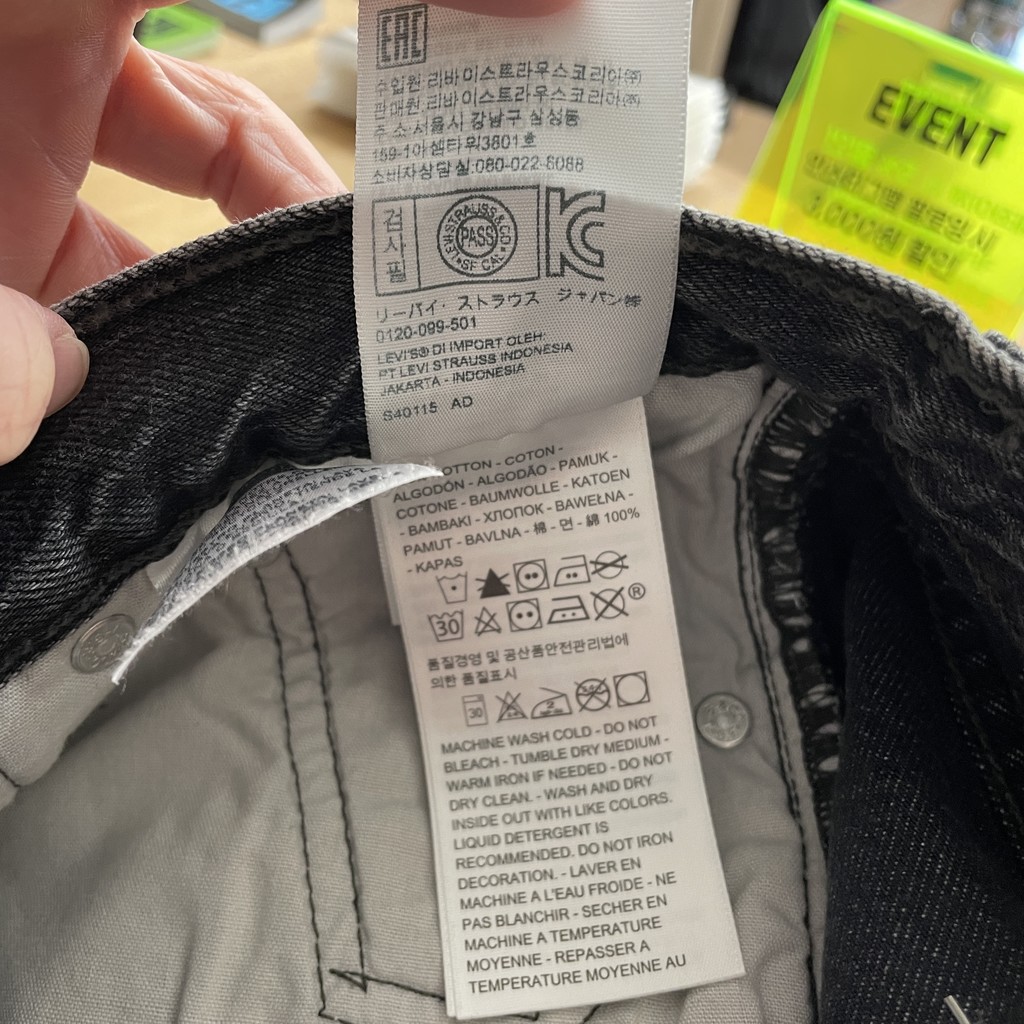 EAC
수입원·리바이스트라우스코리아㈜
판매원·리바이스트라우스코리아㈜
주소·서울시 강남구 삼성동
159-1아셈타워3801호
소비자상담실:080-022-6088
검사필
LEVI STRAUSS & CO.
PASS
SF CAL
KC
リーバイ・ストラウス ジャパン㈱
0120-099-501
LEVI'S® DI IMPORT OLEH:
PT LEVI STRAUSS INDONESIA
JAKARTA - INDONESIA
S40115 AD
OTTON - COTON -
ALGODÓN - ALGODÃO - PAMUK -
COTONE - BAUMWOLLE - KATOEN
- BAMBAKI - ХЛОПОК - BAWEŁNA -
PAMUT - BAVLNA - 棉 - 면 - 綿 100%
- KAPAS
30 ®
품질경영 및 공산품안전관리법에
의한 품질표시
30 2
MACHINE WASH COLD - DO NOT
BLEACH - TUMBLE DRY MEDIUM -
WARM IRON IF NEEDED - DO NOT
DRY CLEAN. - WASH AND DRY
INSIDE OUT WITH LIKE COLORS.
LIQUID DETERGENT IS
RECOMMENDED. DO NOT IRON
DECORATION. - LAVER EN
MACHINE A L'EAU FROIDE - NE
PAS BLANCHIR - SECHER EN
MACHINE A TEMPERATURE
MOYENNE - REPASSER A
TEMPERATURE MOYENNE AU
EVENT
할인